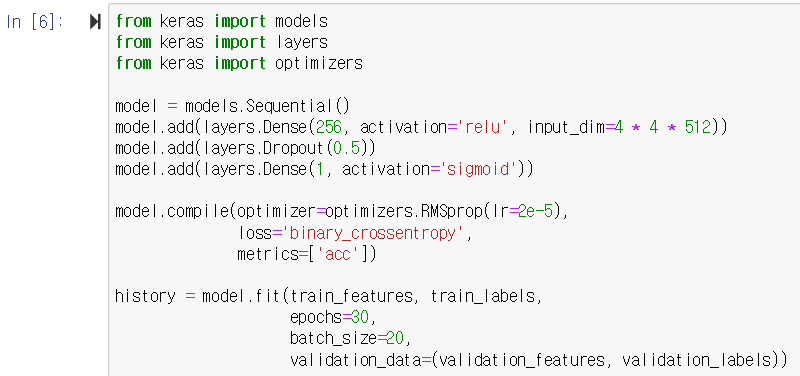 In [6]:
from keras import models
from keras import layers
from keras import optimizers
model = models.Sequential()
model.add(layers.Dense(256, activation='relu', input_dim=4 * 4 * 512))
model.add(layers.Dropout(0.5))
model.add(layers.Dense(1, activation='sigmoid'))
model.compile(optimizer=optimizers.RMSprop(lr=2e-5),
loss='binary_crossentropy',
metrics=['acc'])
history = model.fit(train_features, train_labels,
epochs=30,
batch_size=20,
validation_data=(validation_features, validation_labels))